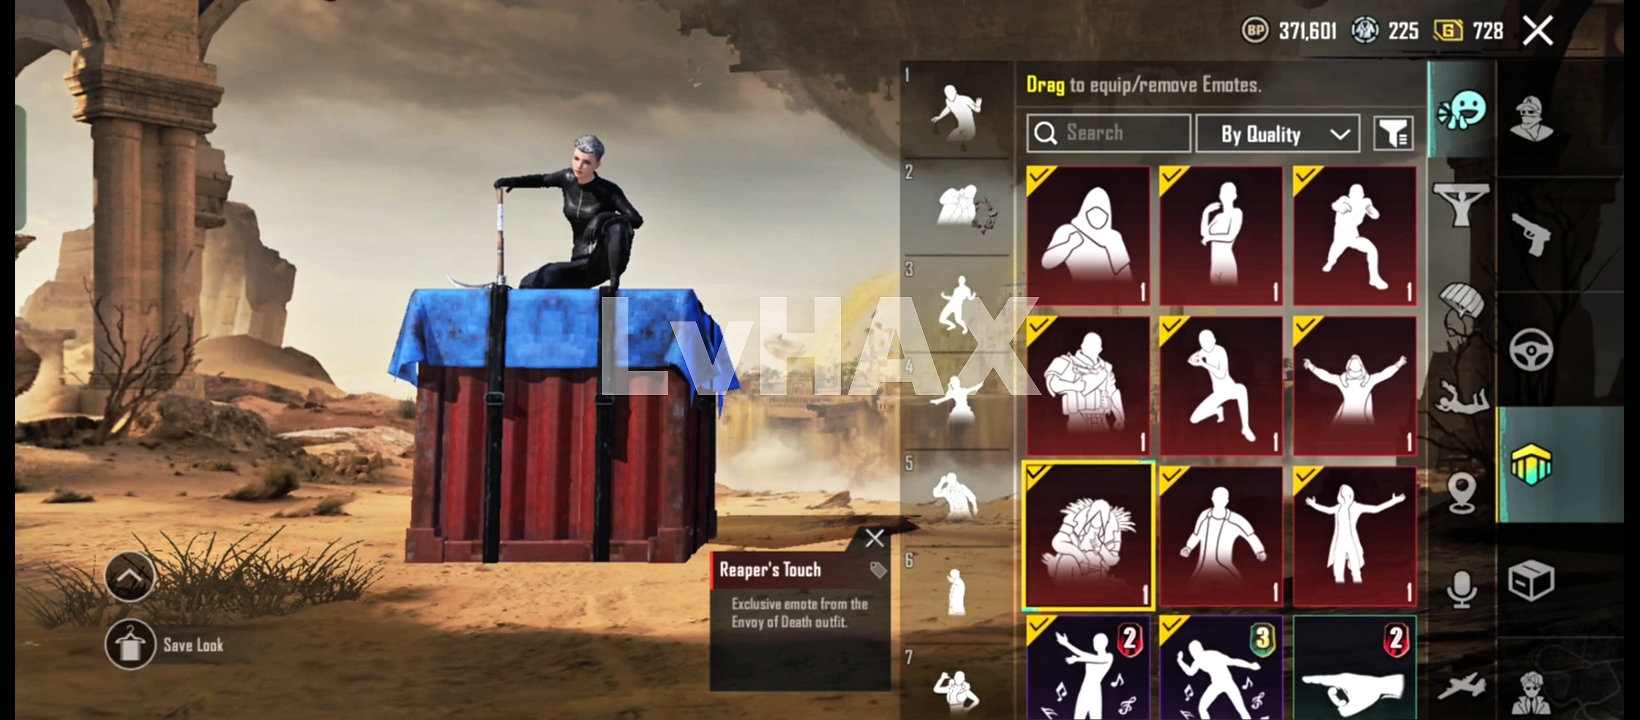 BP 371,601 225 G 728
Drag to equip/remove Emotes.
Search
By Quality
1
2
3
4
5
6
7
1
1
1
1
1
1
1
1
1
2
3
2
LvHAX
Reaper's Touch
Exclusive emote from the
Envoy of Death outfit.
Save Look